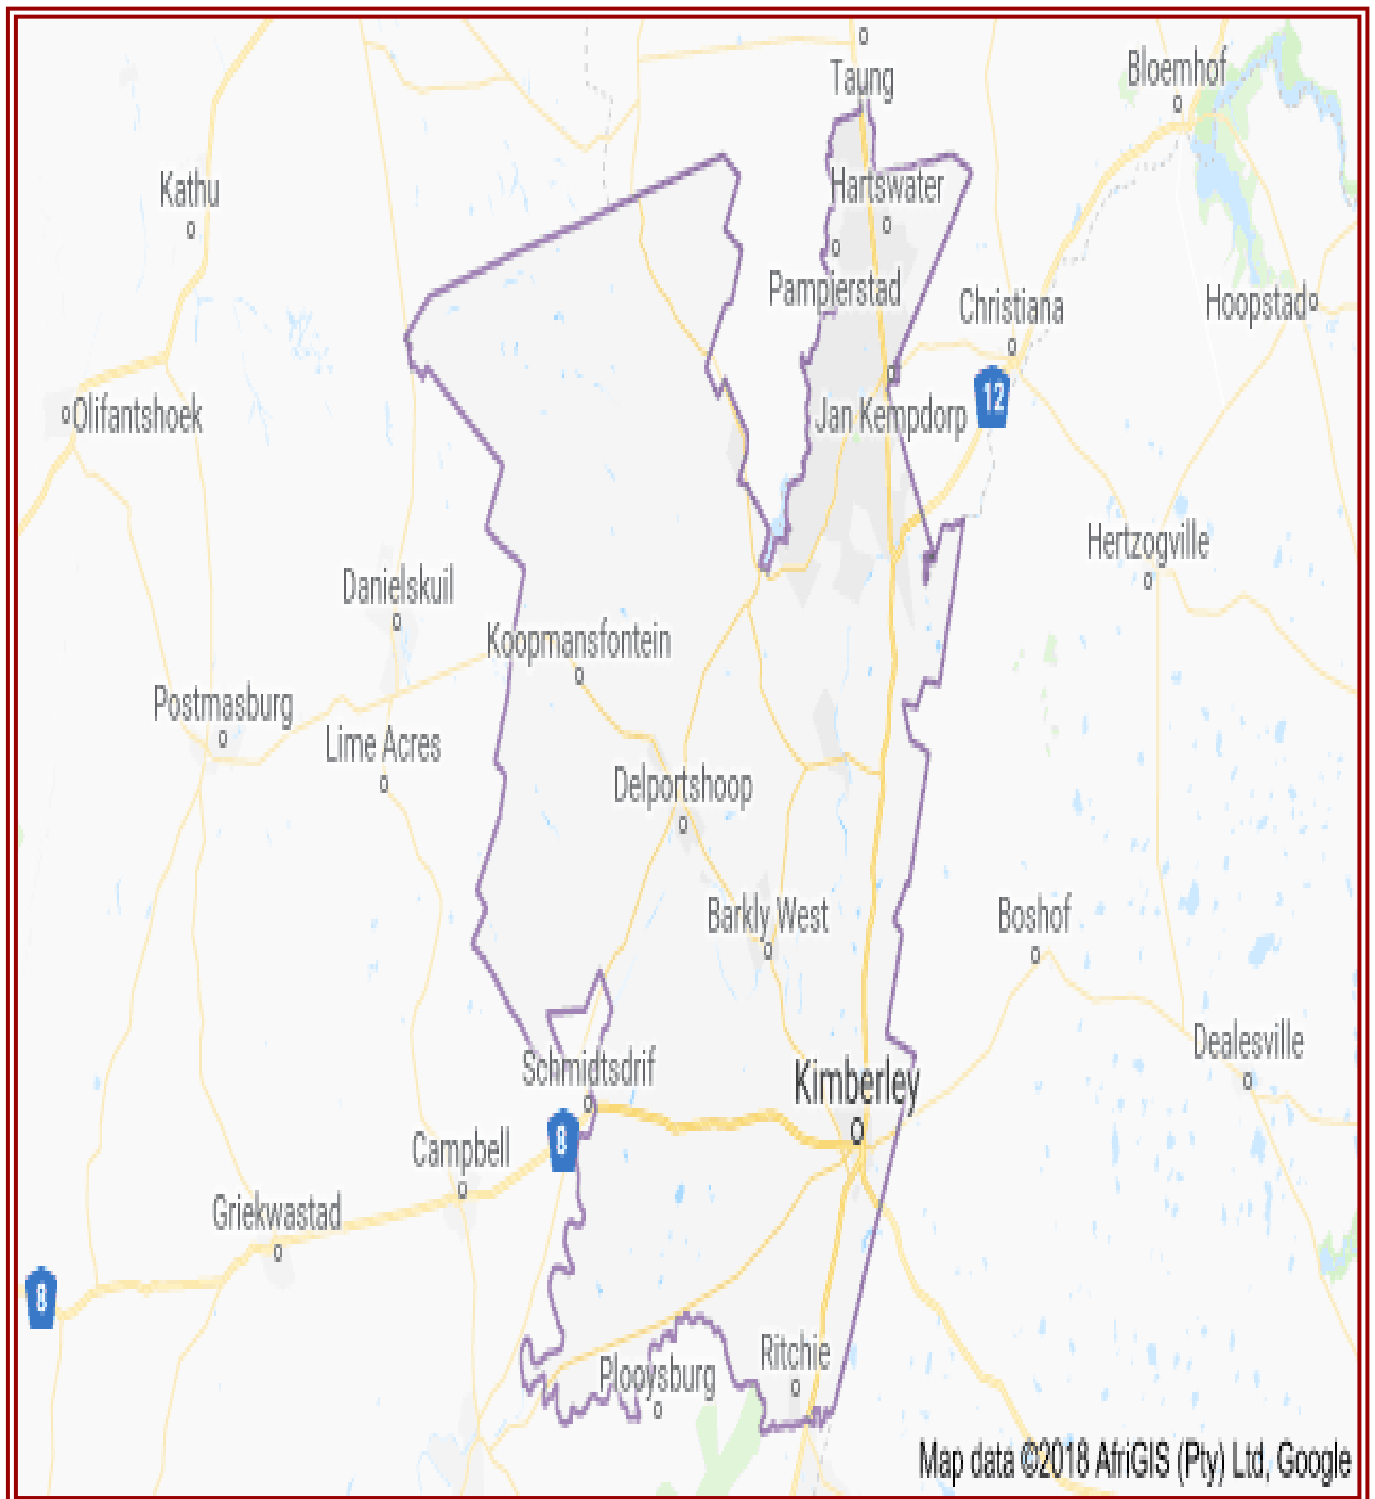 Taung
Bloemhof
Kathu
Hartswater
Pampierstad
Christiana
Hoopstad
12
Olifantshoek
Jan Kempdorp
Hertzogville
Danielskuil
Koopmansfontein
Postmasburg
Lime Acres
Delportshoop
Barkly West
Boshof
Schmidtsdrif
Kimberley
Dealesville
8
Campbell
Griekwastad
8
Ritchie
Plooysburg
Map data ©2018 AfriGIS (Pty) Ltd, Google